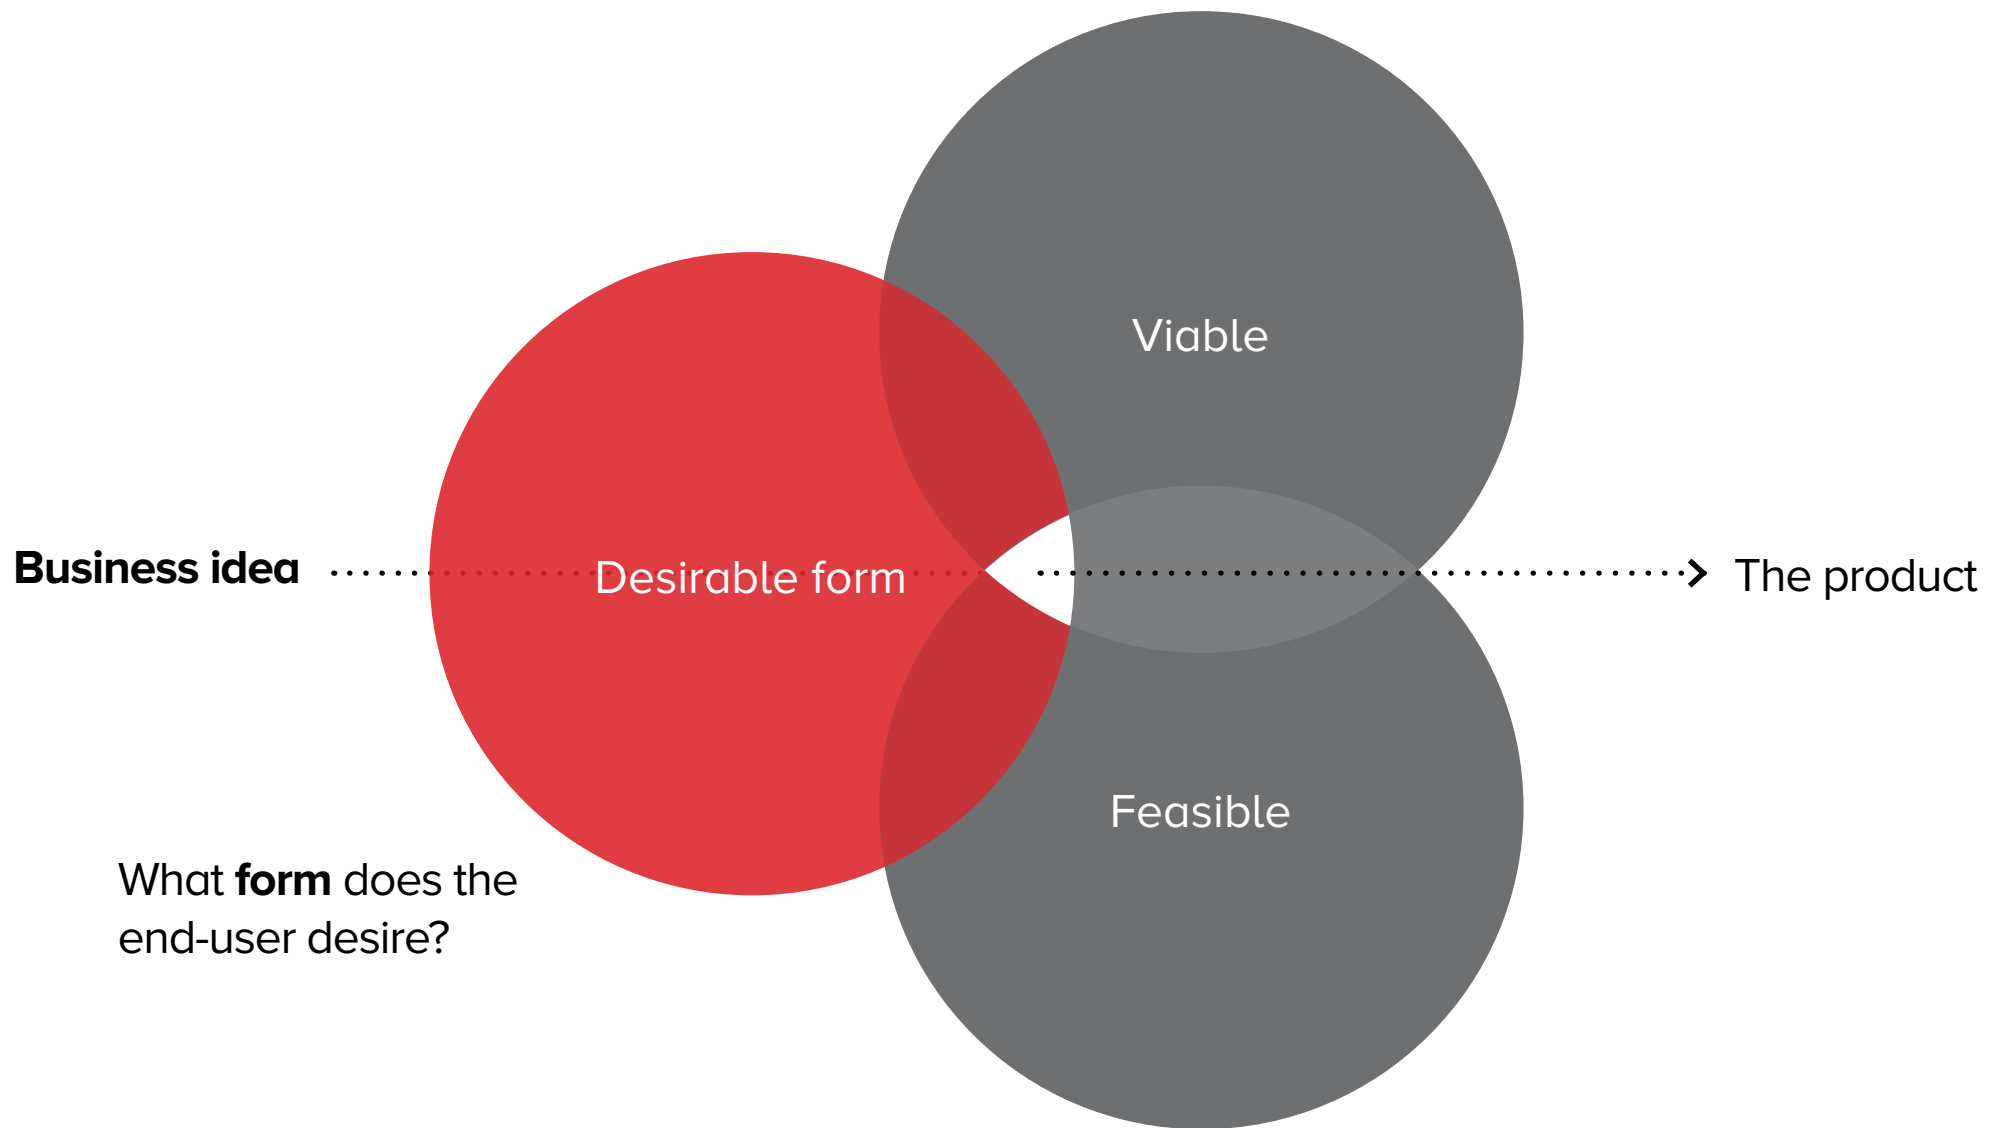 Viable
Business idea
Desirable form
The product
Feasible
What form does the
end-user desire?